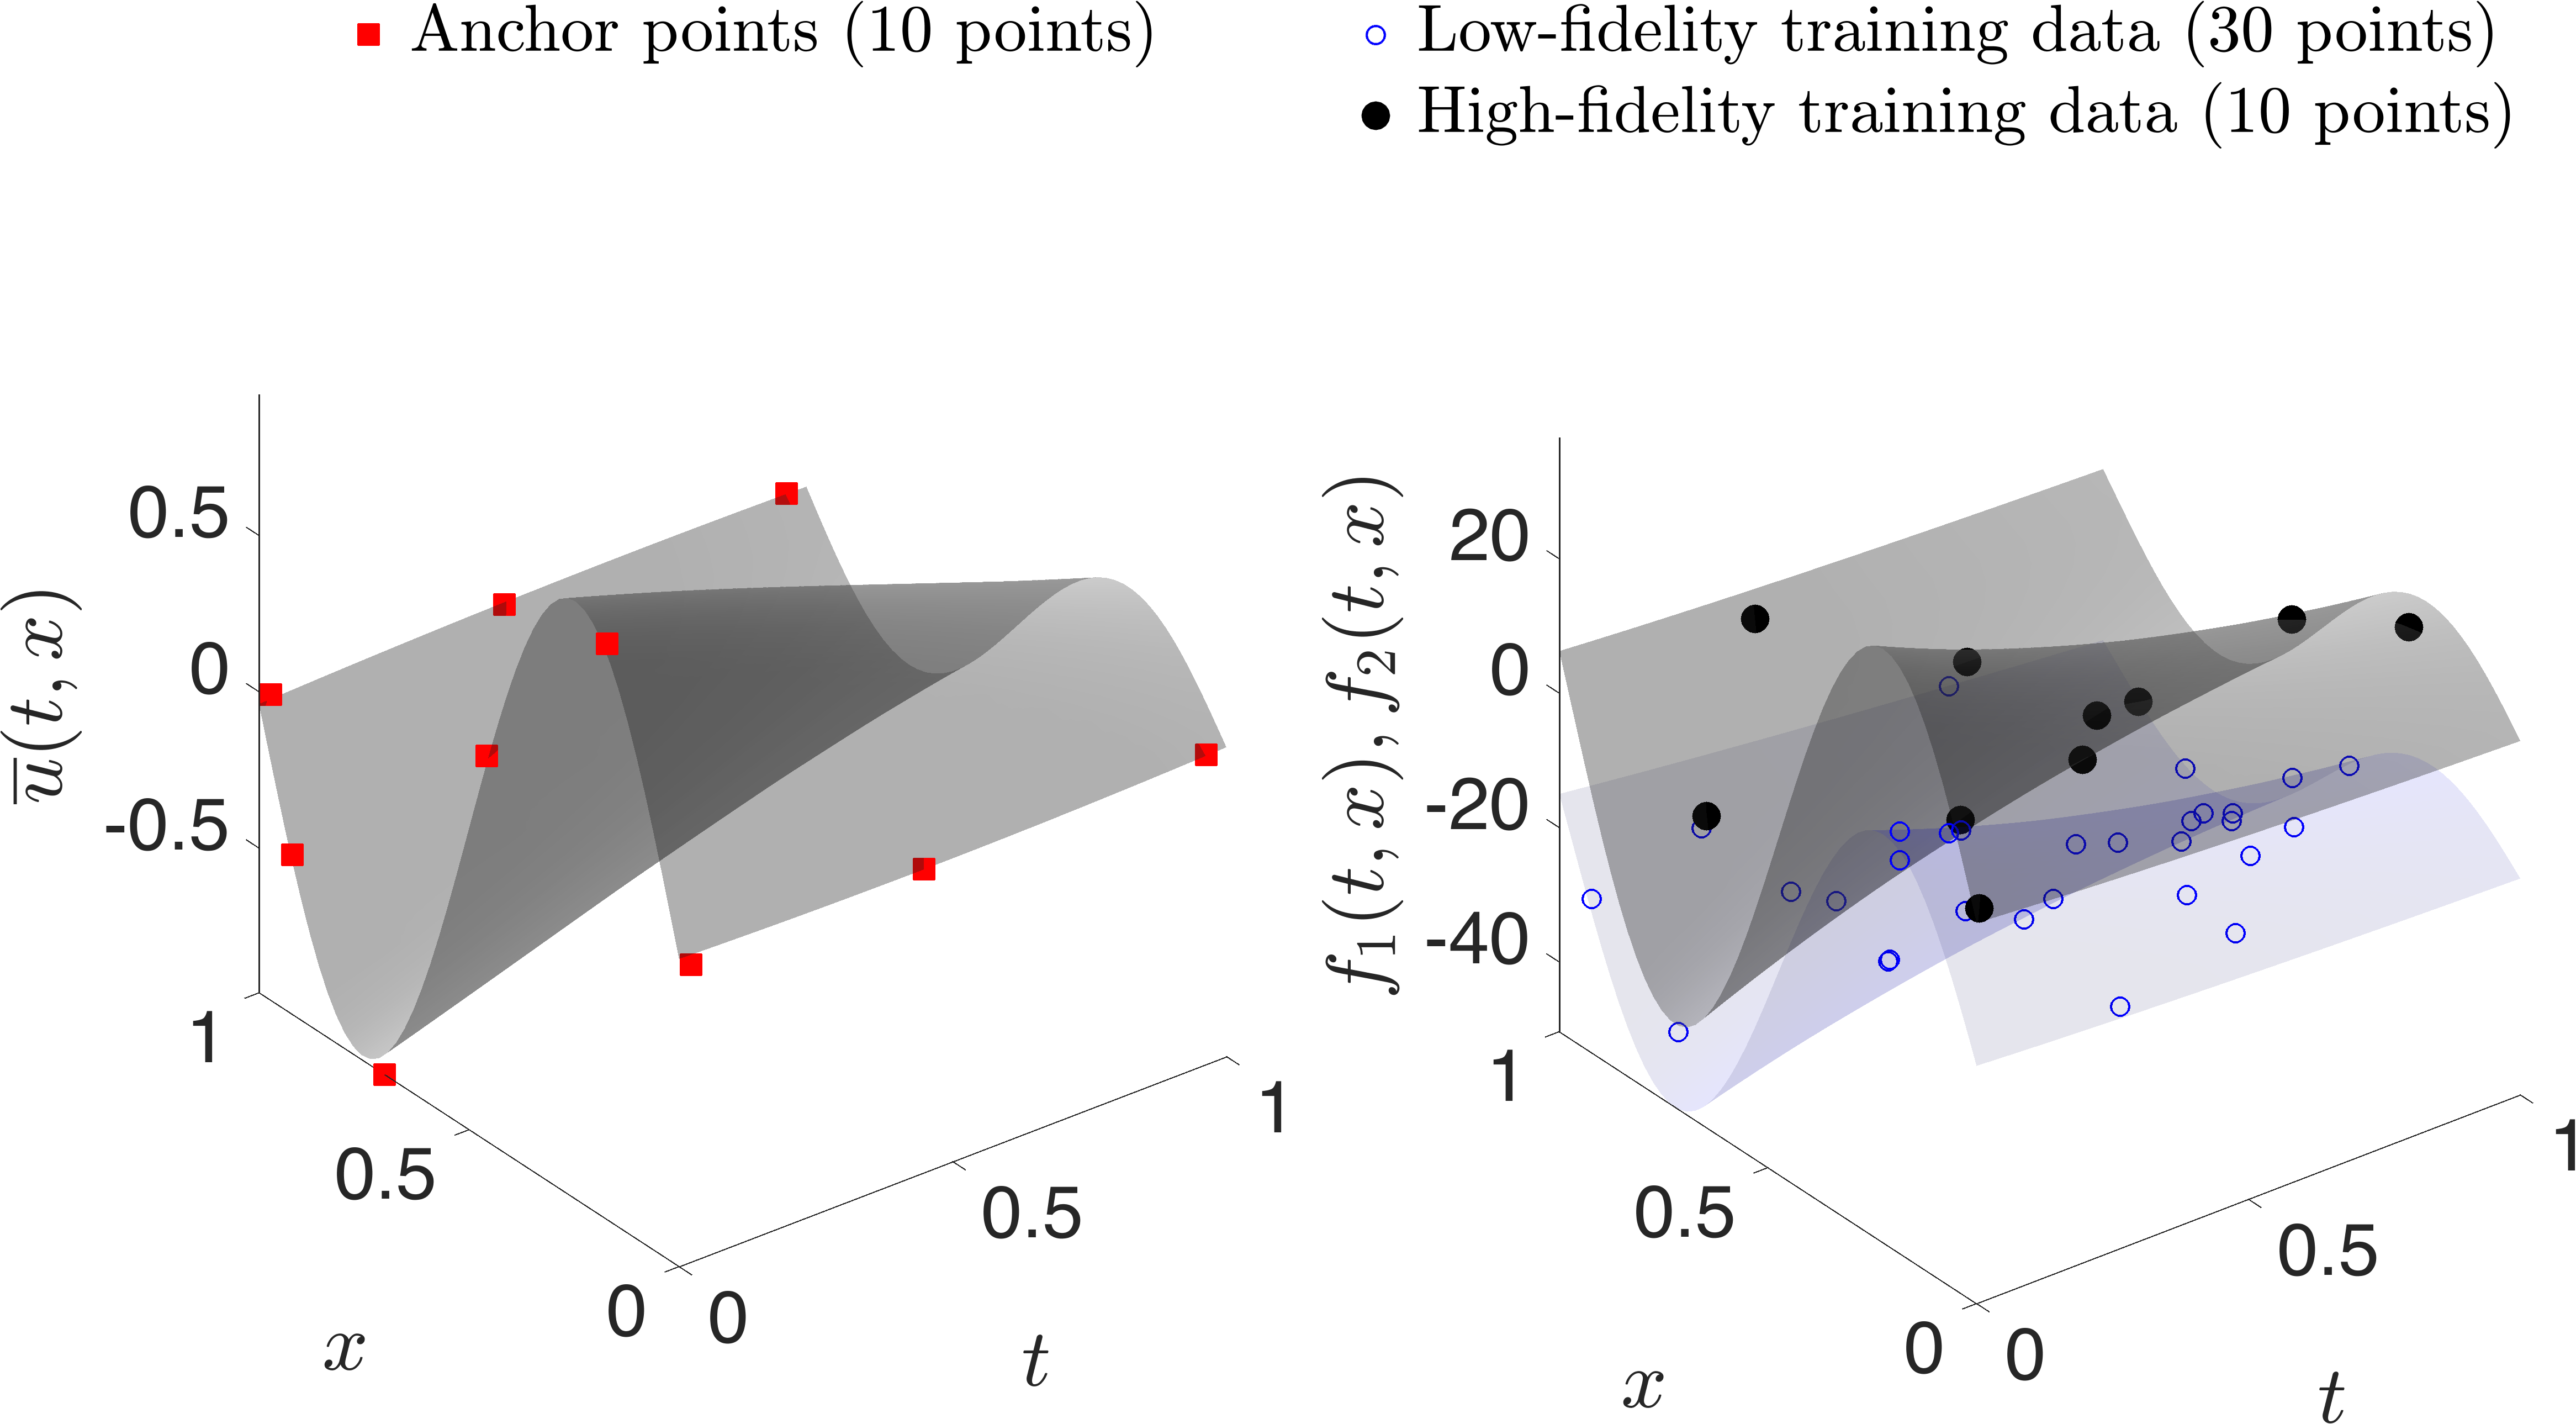 Anchor points (10 points)
Low-fidelity training data (30 points)
High-fidelity training data (10 points)
0.5
0
-0.5
u̅(t, x)
1
0.5
0
x
0
0.5
1
t
20
0
-20
-40
f₁(t, x), f₂(t, x)
1
0.5
0
x
0
0.5
1
t